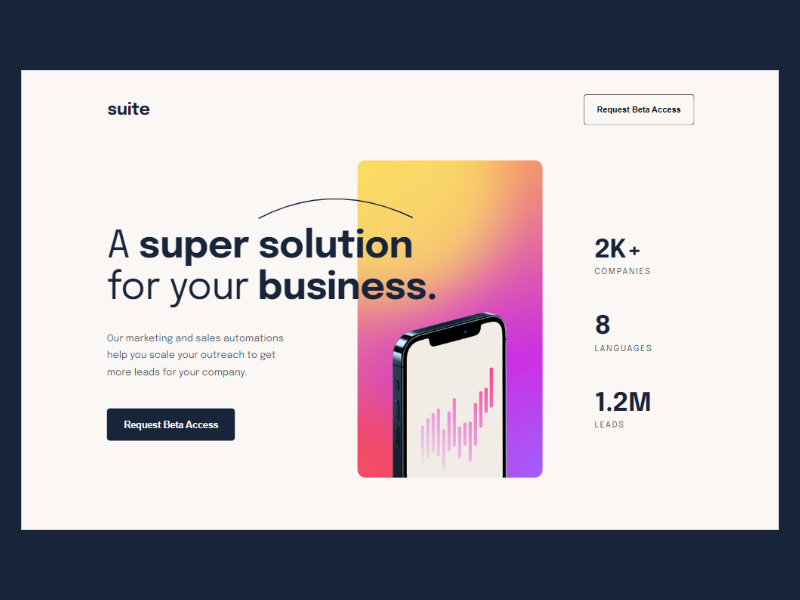 suite
Request Beta Access
A super solution
for your business.
Our marketing and sales automations
help you scale your outreach to get
more leads for your company.
Request Beta Access
2K+
COMPANIES
8
LANGUAGES
1.2M
LEADS